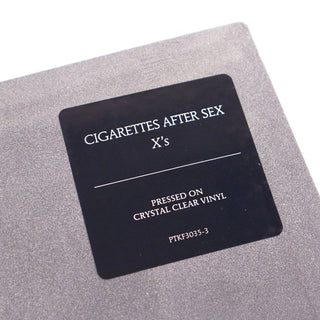 CIGARETTES AFTER SEX
X's
PRESSED ON
CRYSTAL CLEAR VINYL
PTKF3035-3